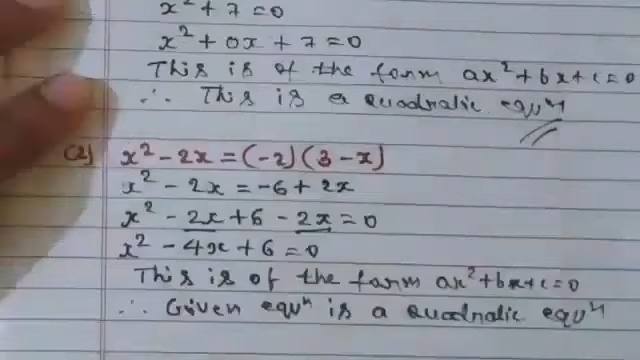 x² + 7 = 0
x² + 0x + 7 = 0
This is of the form ax² + bx + c = 0
∴ This is a Quadratic equⁿ
(2) x² - 2x = (-2) (3 - x)
x² - 2x = -6 + 2x
x² - 2x + 6 - 2x = 0
x² - 4x + 6 = 0
This is of the form ax² + bx + c = 0
∴ Given equⁿ is a Quadratic equⁿ